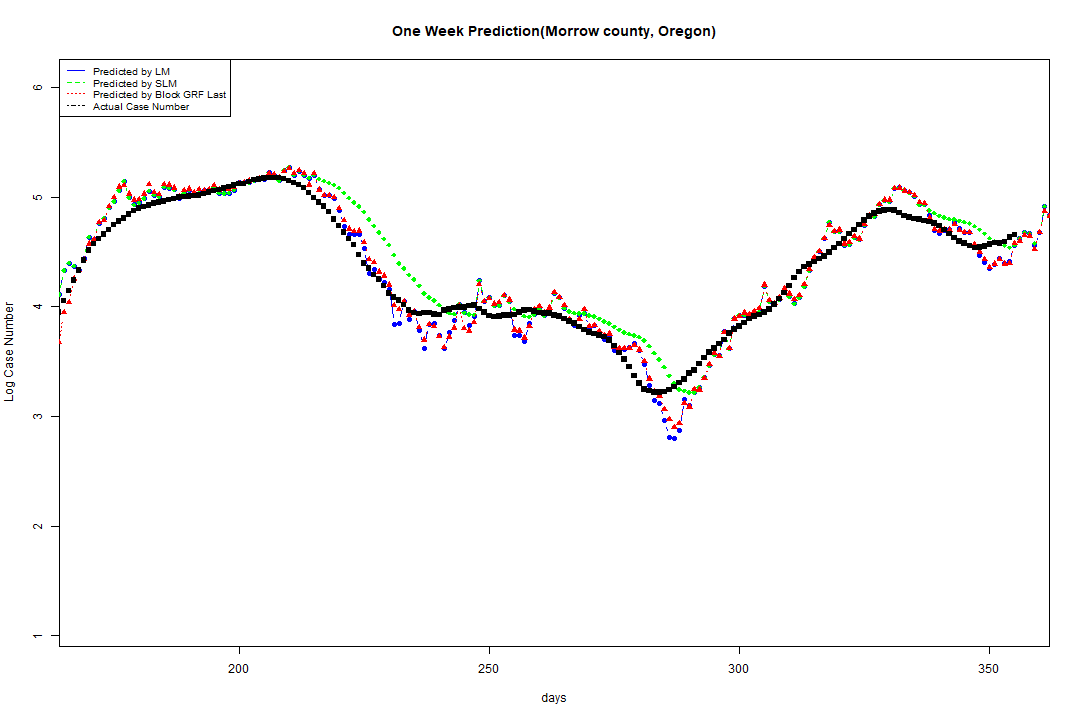 One Week Prediction(Morrow county, Oregon)
Predicted by LM
Predicted by SLM
Predicted by Block GRF Last
Actual Case Number
6
5
4
3
2
1
Log Case Number
200 250 300 350
days